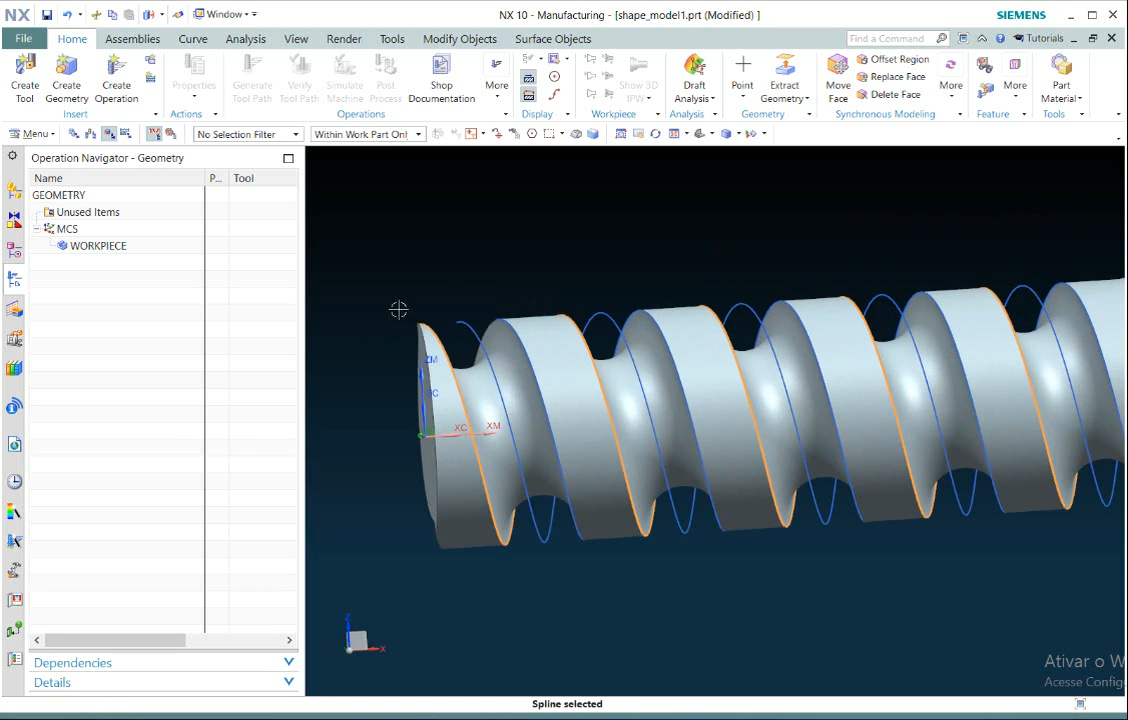 NX
Window
NX 10 - Manufacturing - [shape_model1.prt (Modified) ]
SIEMENS
File Home Assemblies Curve Analysis View Render Tools Modify Objects Surface Objects
Find a Command
Tutorials
Create Tool
Create Geometry
Create Operation
Insert
Properties
Actions
Generate Tool Path
Verify Tool Path
Simulate Machine
Post Process
Shop Documentation
More
Operations
Display
Show 3D IPW
Workpiece
Draft Analysis
Analysis
Point
Extract Geometry
Geometry
Move Face
Offset Region
Replace Face
Delete Face
More
Synchronous Modeling
More
Feature
Part Material
Tools
Menu
No Selection Filter
Within Work Part Onl
Operation Navigator - Geometry
Name P... Tool
GEOMETRY
Unused Items
MCS
WORKPIECE
Dependencies
Details
ZM
XC
XM
Z
X
Ativar o W
Acesse Config
Spline selected